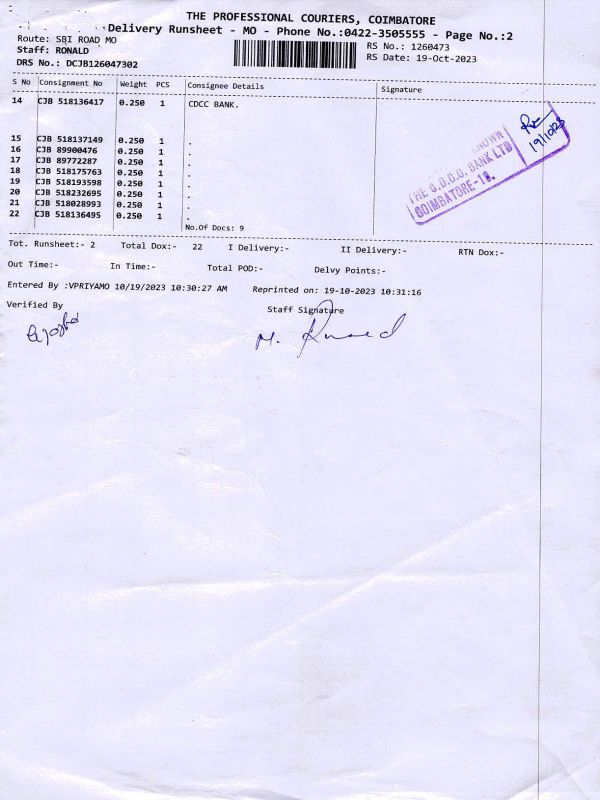 THE PROFESSIONAL COURIERS, COIMBATORE
Delivery Runsheet - MO - Phone No.:0422-3505555 - Page No.:2
Route: SBI ROAD MO
RS No.: 1260473
Staff: RONALD
RS Date: 19-Oct-2023
DRS No.: DCJB126047302
S No Consignment No Weight PCS Consignee Details Signature
14 CJB 518136417 0.250 1 CDCC BANK.
15 CJB 518137149 0.250 1 .
16 CJB 89900476 0.250 1 .
17 CJB 89772287 0.250 1 .
18 CJB 518175763 0.250 1 .
19 CJB 518193598 0.250 1 .
20 CJB 518232695 0.250 1 .
21 CJB 518028993 0.250 1 .
22 CJB 518136495 0.250 1 .
No.Of Docs: 9
THE C.D.C.C. BANK LTD
COIMBATORE-18.
19/10/23
Tot. Runsheet:- 2 Total Dox:- 22 I Delivery:- II Delivery:- RTN Dox:-
Out Time:- In Time:- Total POD:- Delvy Points:-
Entered By :VPRIYAMO 10/19/2023 10:30:27 AM Reprinted on: 19-10-2023 10:31:16
Verified By Staff Signature